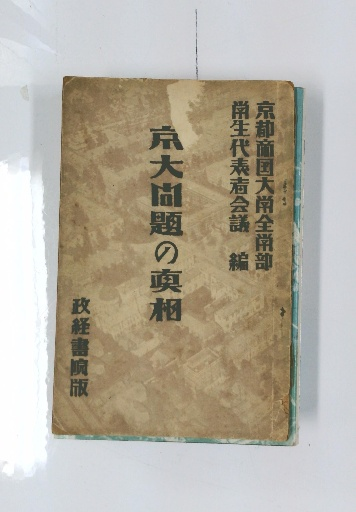 京都帝国大学全学部
学生代表者会議 編
京大問題の真相
政経書院版